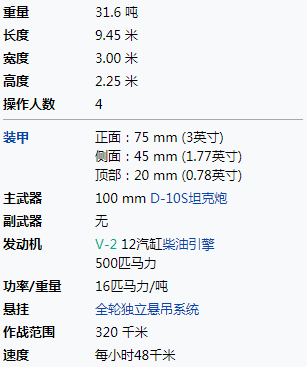 重量 31.6 吨
长度 9.45 米
宽度 3.00 米
高度 2.25 米
操作人数 4
装甲 正面：75 mm (3英寸)
侧面：45 mm (1.77英寸)
顶部：20 mm (0.78英寸)
主武器 100 mm D-10S坦克炮
副武器 无
发动机 V-2 12汽缸柴油引擎
500匹马力
功率/重量 16匹马力/吨
悬挂 全轮独立悬吊系统
作战范围 320 千米
速度 每小时48千米